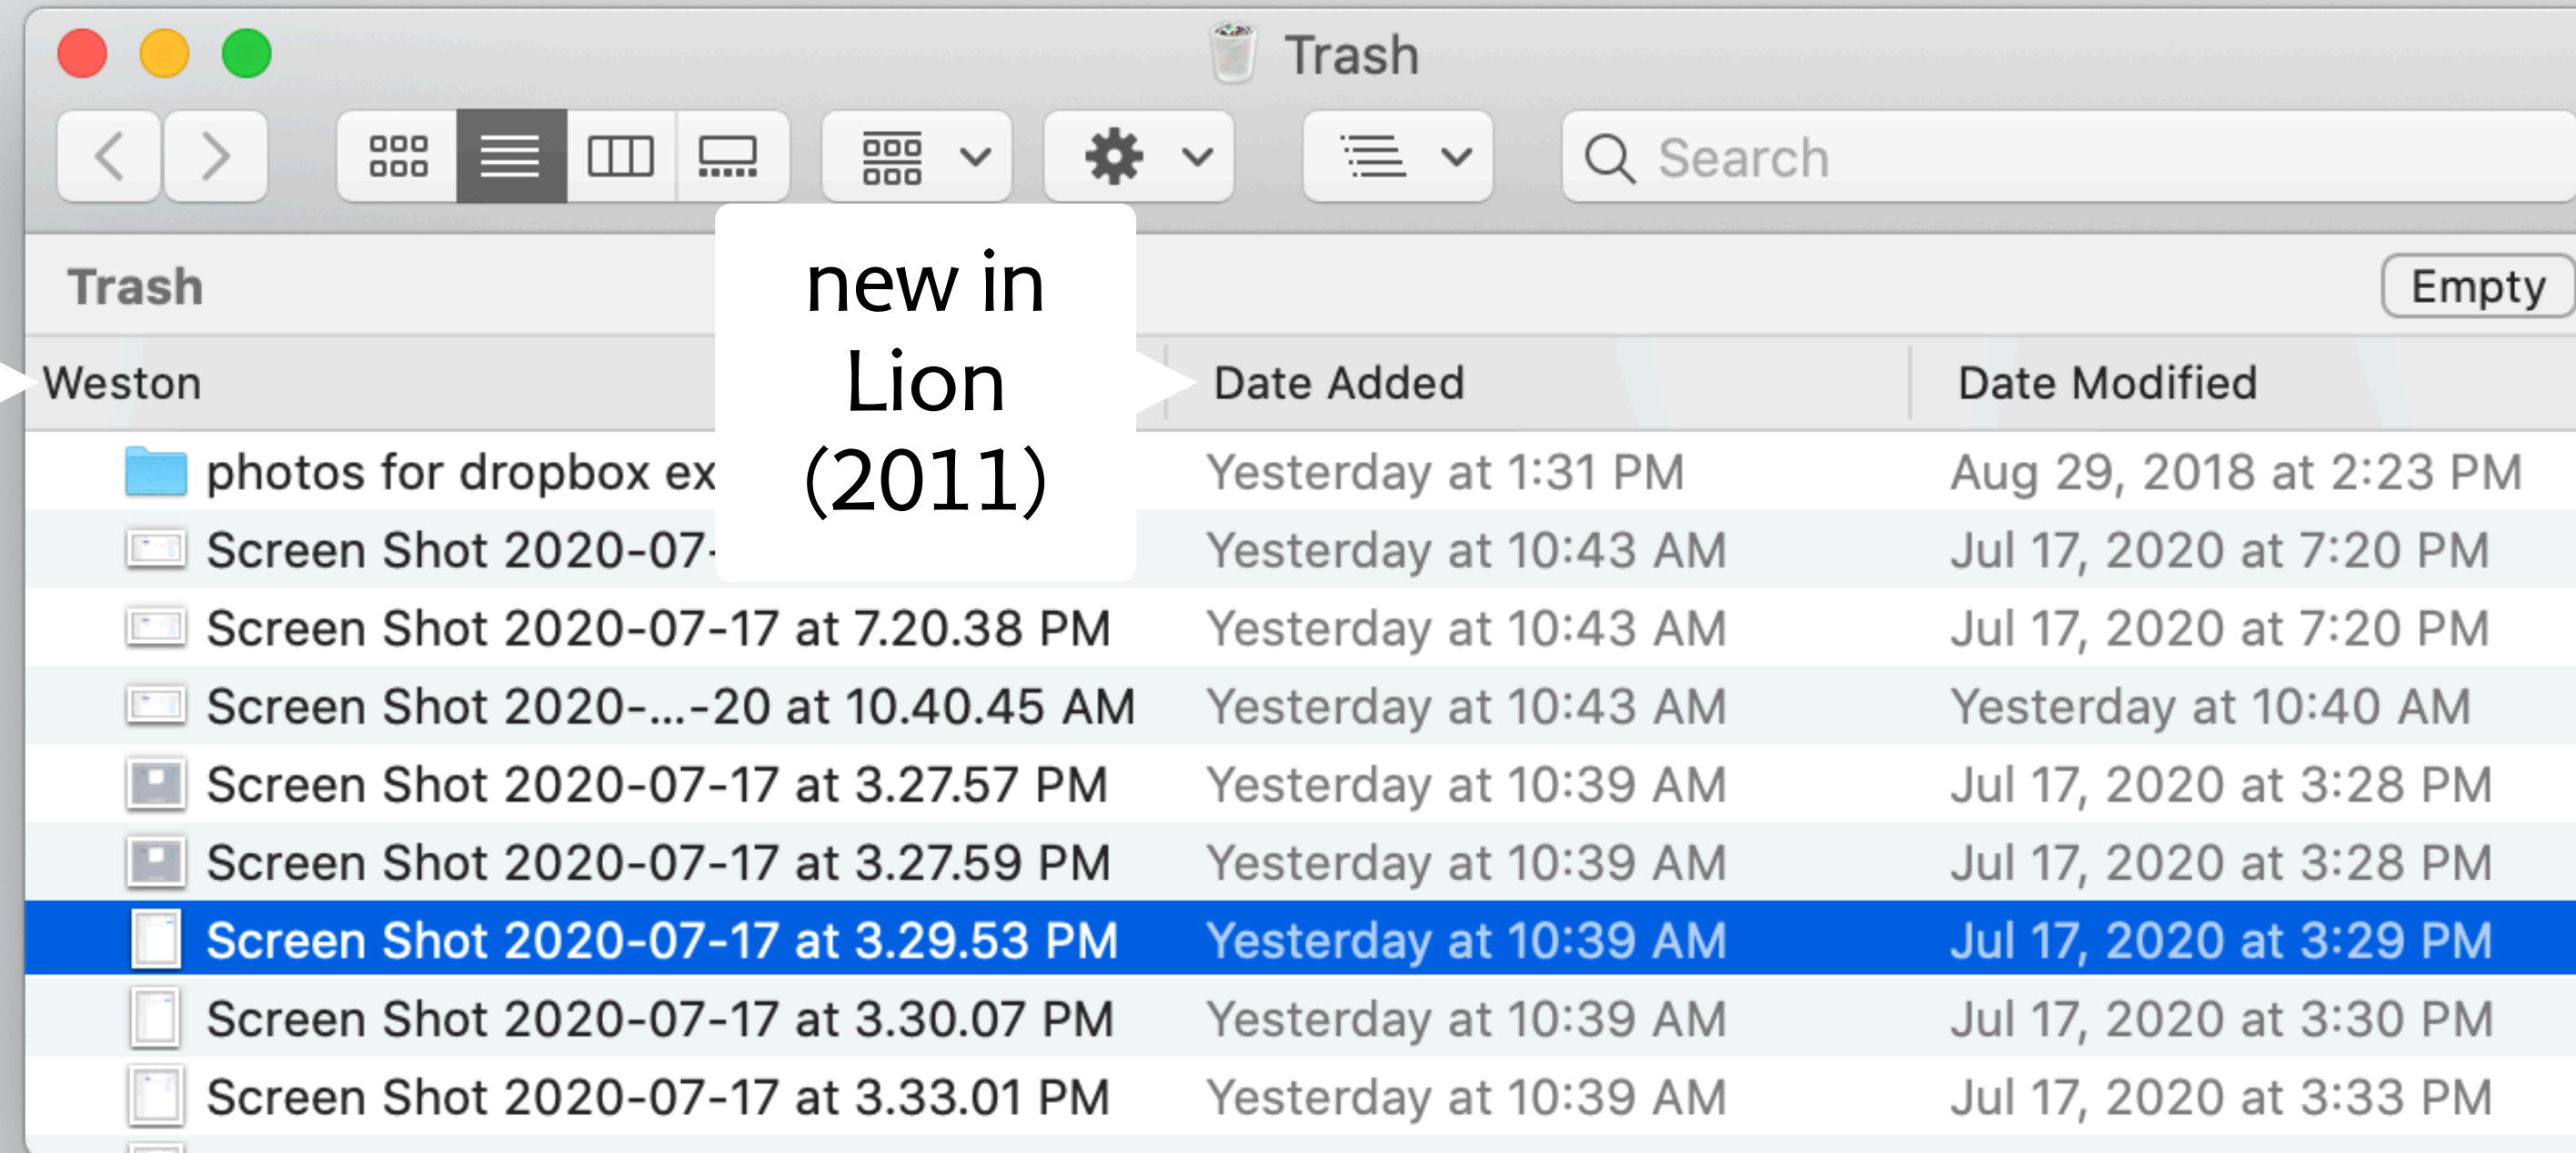 Trash
Search
Trash
Empty
new in
Lion
(2011)
Weston Date Added Date Modified
photos for dropbox ex Yesterday at 1:31 PM Aug 29, 2018 at 2:23 PM
Screen Shot 2020-07- Yesterday at 10:43 AM Jul 17, 2020 at 7:20 PM
Screen Shot 2020-07-17 at 7.20.38 PM Yesterday at 10:43 AM Jul 17, 2020 at 7:20 PM
Screen Shot 2020-...-20 at 10.40.45 AM Yesterday at 10:43 AM Yesterday at 10:40 AM
Screen Shot 2020-07-17 at 3.27.57 PM Yesterday at 10:39 AM Jul 17, 2020 at 3:28 PM
Screen Shot 2020-07-17 at 3.27.59 PM Yesterday at 10:39 AM Jul 17, 2020 at 3:28 PM
Screen Shot 2020-07-17 at 3.29.53 PM Yesterday at 10:39 AM Jul 17, 2020 at 3:29 PM
Screen Shot 2020-07-17 at 3.30.07 PM Yesterday at 10:39 AM Jul 17, 2020 at 3:30 PM
Screen Shot 2020-07-17 at 3.33.01 PM Yesterday at 10:39 AM Jul 17, 2020 at 3:33 PM